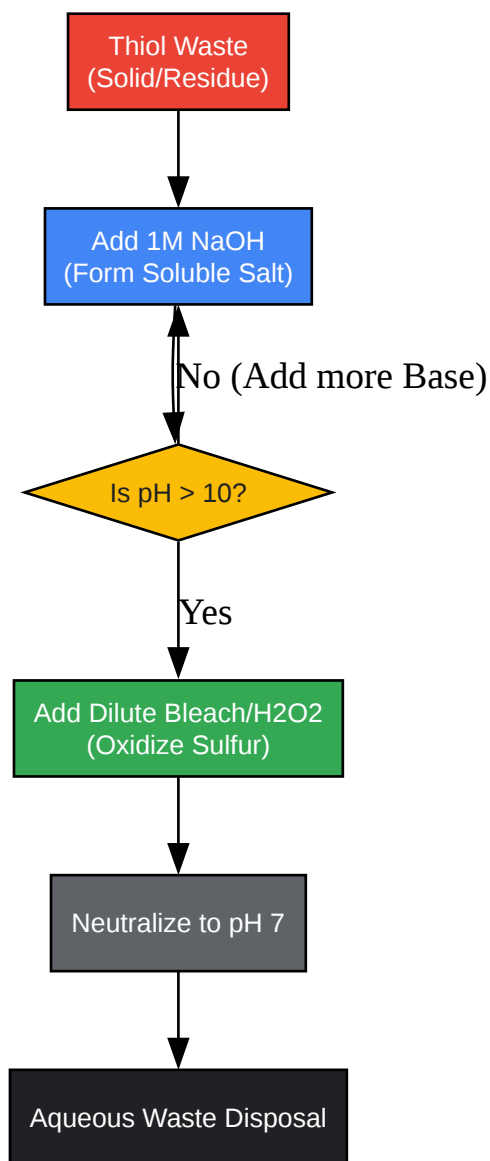 Thiol Waste
(Solid/Residue)
Add 1M NaOH
(Form Soluble Salt)
No (Add more Base)
Is pH > 10?
Yes
Add Dilute Bleach/H2O2
(Oxidize Sulfur)
Neutralize to pH 7
Aqueous Waste Disposal